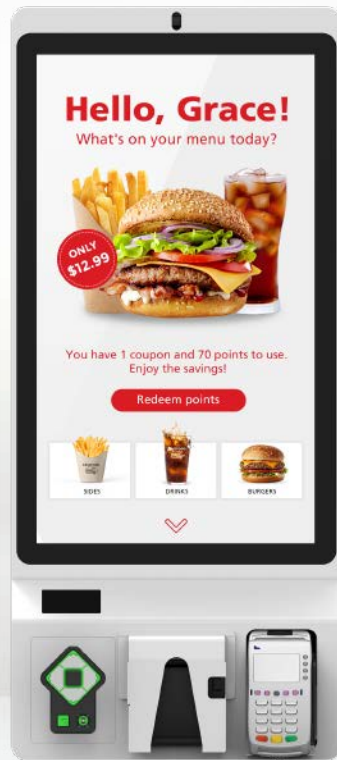 Hello, Grace!
What's on your menu today?
ONLY
$12.99
You have 1 coupon and 70 points to use.
Enjoy the savings!
Redeem points
SIDES
DRINKS
BURGERS